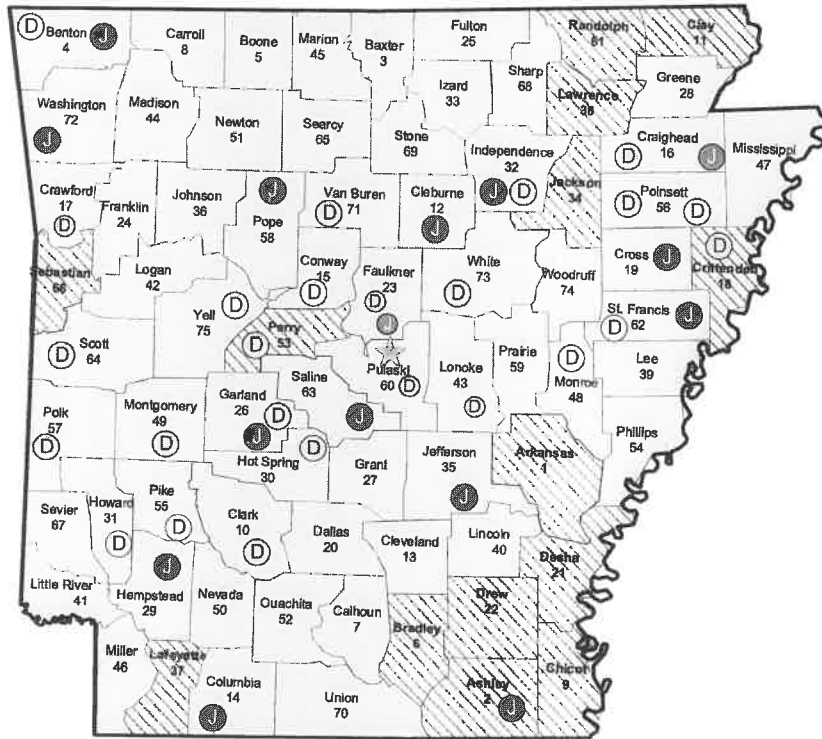 D
Benton
4
J
Carroll
8
Boone
5
Marion
45
Baxter
3
Fulton
25
Randolph
61
Clay
11
Sharp
68
Izard
33
Lawrence
38
Greene
28
Washington
72
J
Madison
44
Newton
51
Searcy
65
Stone
69
Independence
32
J
D
Jackson
34
Craighead
16
D
J
Mississippi
47
Crawford
17
D
Franklin
24
Johnson
36
J
Pope
58
Van Buren
D
71
Cleburne
12
J
Poinsett
D
56
D
Sebastian
66
Logan
42
Conway
15
D
Faulkner
23
D
J
White
73
D
Woodruff
74
Cross
19
J
D
Crittenden
18
Yell
75
D
Perry
D
53
St. Francis
D
62
J
Scott
D
64
Pulaski
60
D
Lonoke
43
D
Prairie
59
D
Monroe
48
Lee
39
Polk
57
D
Montgomery
49
D
Garland
26
D
J
Saline
63
J
D
Hot Spring
30
Grant
27
Jefferson
35
J
Arkansas
1
Phillips
54
Sevier
67
Howard
31
D
Pike
55
D
Clark
10
D
Dallas
20
Cleveland
13
Lincoln
40
Desha
21
Little River
41
J
Hempstead
29
Nevada
50
Ouachita
52
Calhoun
7
Bradley
6
Drew
22
Miller
46
Lafayette
37
Columbia
14
J
Union
70
Ashley
2
J
Chicot
9